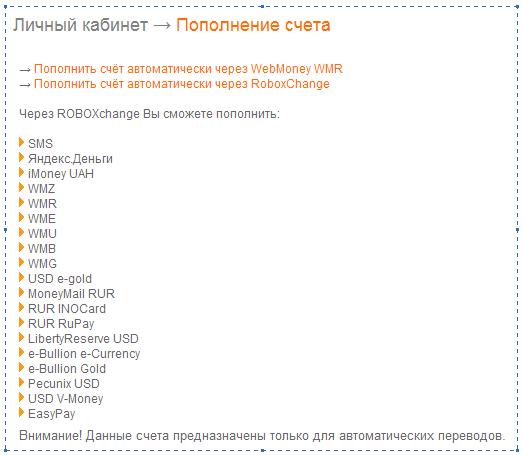 Личный кабинет → Пополнение счета
→ Пополнить счёт автоматически через WebMoney WMR
→ Пополнить счёт автоматически через RoboxChange
Через ROBOXchange Вы сможете пополнить:
SMS
Яндекс.Деньги
iMoney UAH
WMZ
WMR
WME
WMU
WMB
WMG
USD e-gold
MoneyMail RUR
RUR INOCard
RUR RuPay
LibertyReserve USD
e-Bullion e-Currency
e-Bullion Gold
Pecunix USD
USD V-Money
EasyPay
Внимание! Данные счета предназначены только для автоматических переводов.